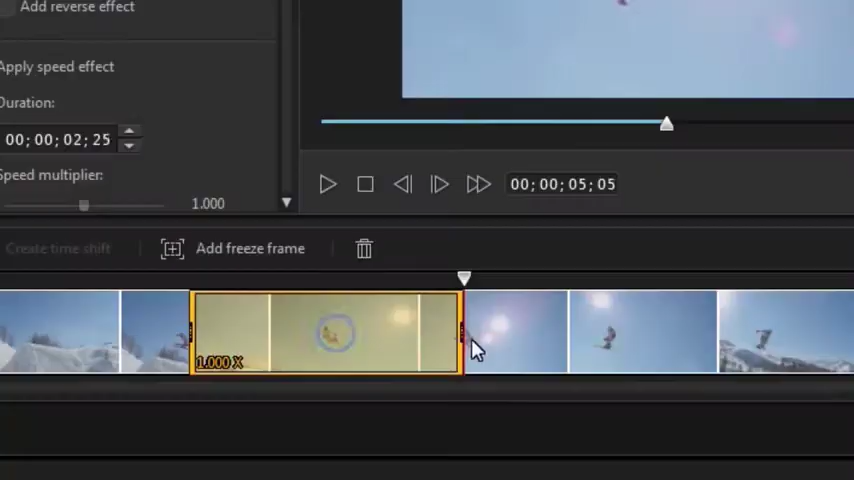 Add reverse effect
Apply speed effect
Duration:
00; 00; 02; 25
Speed multiplier:
1.000
00; 00; 05; 05
Create time shift
Add freeze frame
1.000 X